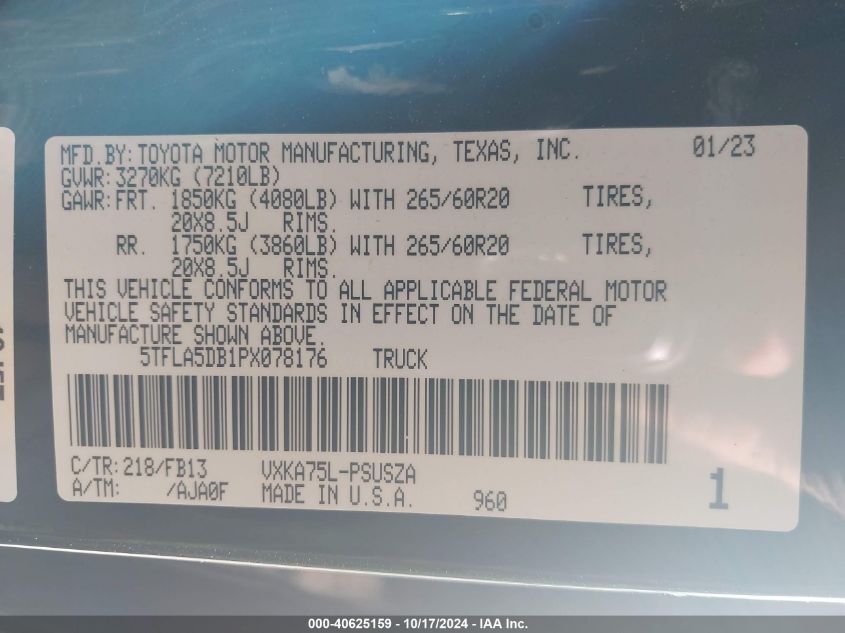 MFD.BY: TOYOTA MOTOR MANUFACTURING, TEXAS, INC. 01/23
GVWR: 3270KG (7210LB)
GAWR: FRT. 1850KG (4080LB) WITH 265/60R20 TIRES,
20X8.5J RIMS.
RR. 1750KG (3860LB) WITH 265/60R20 TIRES,
20X8.5J RIMS.
THIS VEHICLE CONFORMS TO ALL APPLICABLE FEDERAL MOTOR
VEHICLE SAFETY STANDARDS IN EFFECT ON THE DATE OF
MANUFACTURE SHOWN ABOVE.
5TFLA5DB1PX078176 TRUCK
C/TR: 218/FB13 VXKA75L-PSUSZA
A/TM: /AJA0F MADE IN U.S.A. 960 1
000-40625159 - 10/17/2024 - IAA Inc.